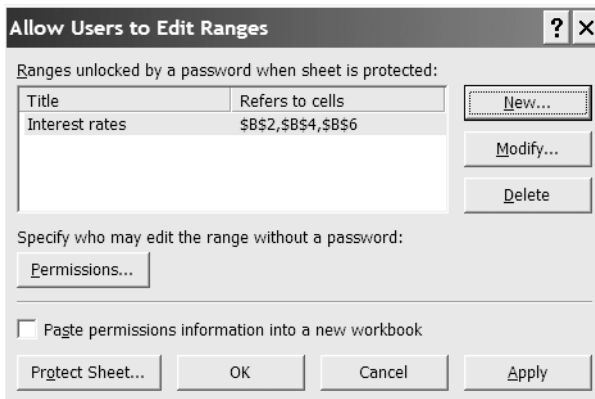 Allow Users to Edit Ranges ? ×
Ranges unlocked by a password when sheet is protected:
Title Refers to cells
Interest rates $B$2,$B$4,$B$6
New...
Modify...
Delete
Specify who may edit the range without a password:
Permissions...
Paste permissions information into a new workbook
Protect Sheet... OK Cancel Apply